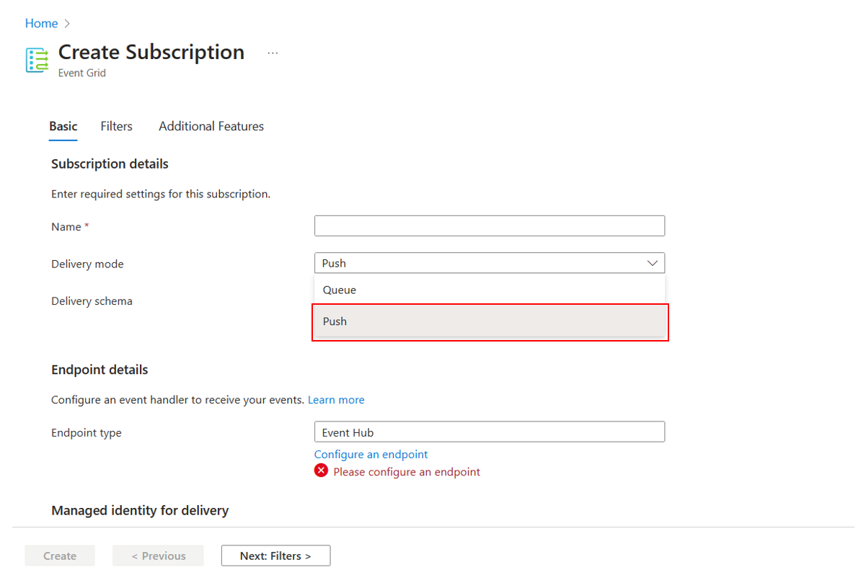 Home >
Create Subscription ...
Event Grid
Basic Filters Additional Features
Subscription details
Enter required settings for this subscription.
Name *
Delivery mode Push
Queue
Delivery schema
Push
Endpoint details
Configure an event handler to receive your events. Learn more
Endpoint type Event Hub
Configure an endpoint
Please configure an endpoint
Managed identity for delivery
Create < Previous Next: Filters >